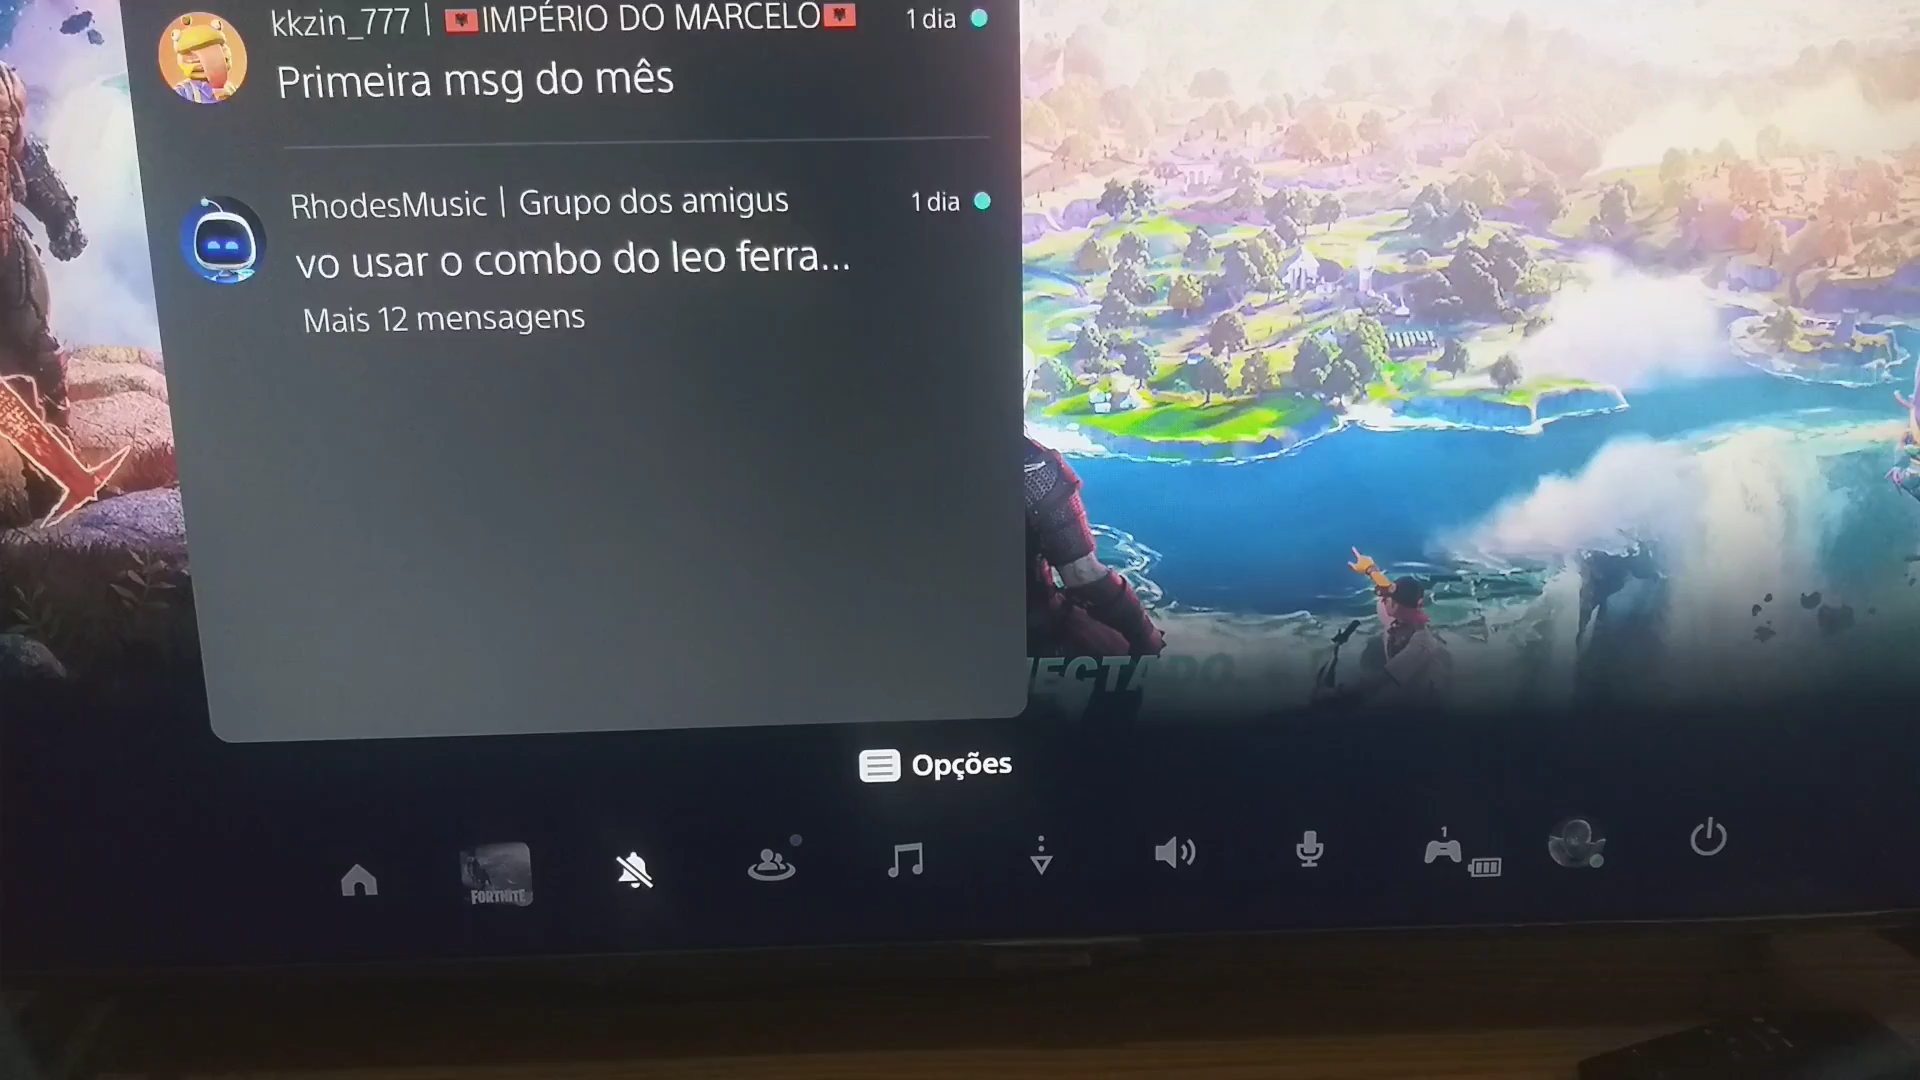 kkzin_777 | 🇦🇱IMPÉRIO DO MARCELO🇦🇱 1 dia
Primeira msg do mês
RhodesMusic | Grupo dos amigus 1 dia
vo usar o combo do leo ferra...
Mais 12 mensagens
Opções
FORTNITE
1